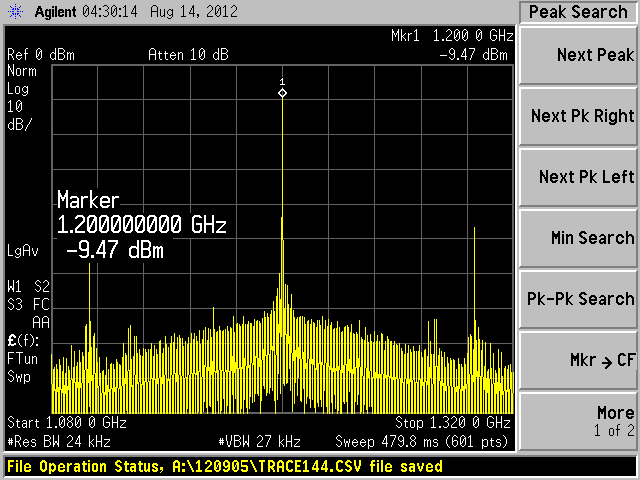 Agilent 04:30:14 Aug 14, 2012
Peak Search
Mkr1 1.200 0 GHz
Ref 0 dBm Atten 10 dB -9.47 dBm
Norm
Log
10
dB/
1
Marker
1.200000000 GHz
-9.47 dBm
LgAv
W1 S2
S3 FC
AA
£(f):
FTun
Swp
Start 1.080 0 GHz Stop 1.320 0 GHz
#Res BW 24 kHz #VBW 27 kHz Sweep 479.8 ms (601 pts)
File Operation Status, A:\120905\TRACE144.CSV file saved
Next Peak
Next Pk Right
Next Pk Left
Min Search
Pk-Pk Search
Mkr → CF
More
1 of 2